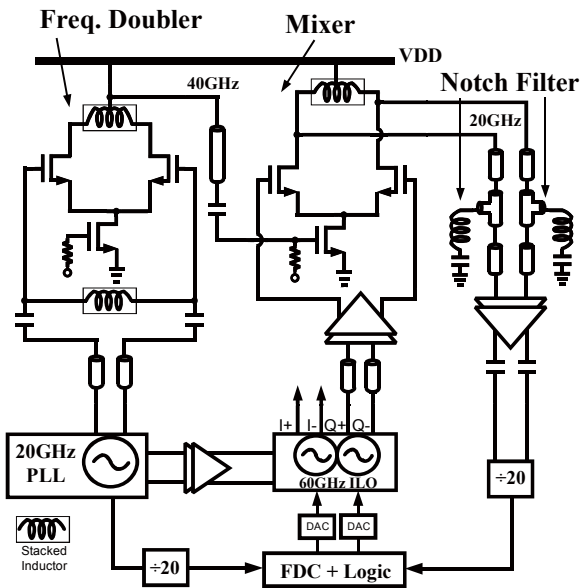 Freq. Doubler
Mixer
VDD
40GHz
Notch Filter
20GHz
I+ I- Q+ Q-
20GHz
PLL
60GHz ILO
÷20
DAC DAC
Stacked
Inductor
÷20
FDC + Logic